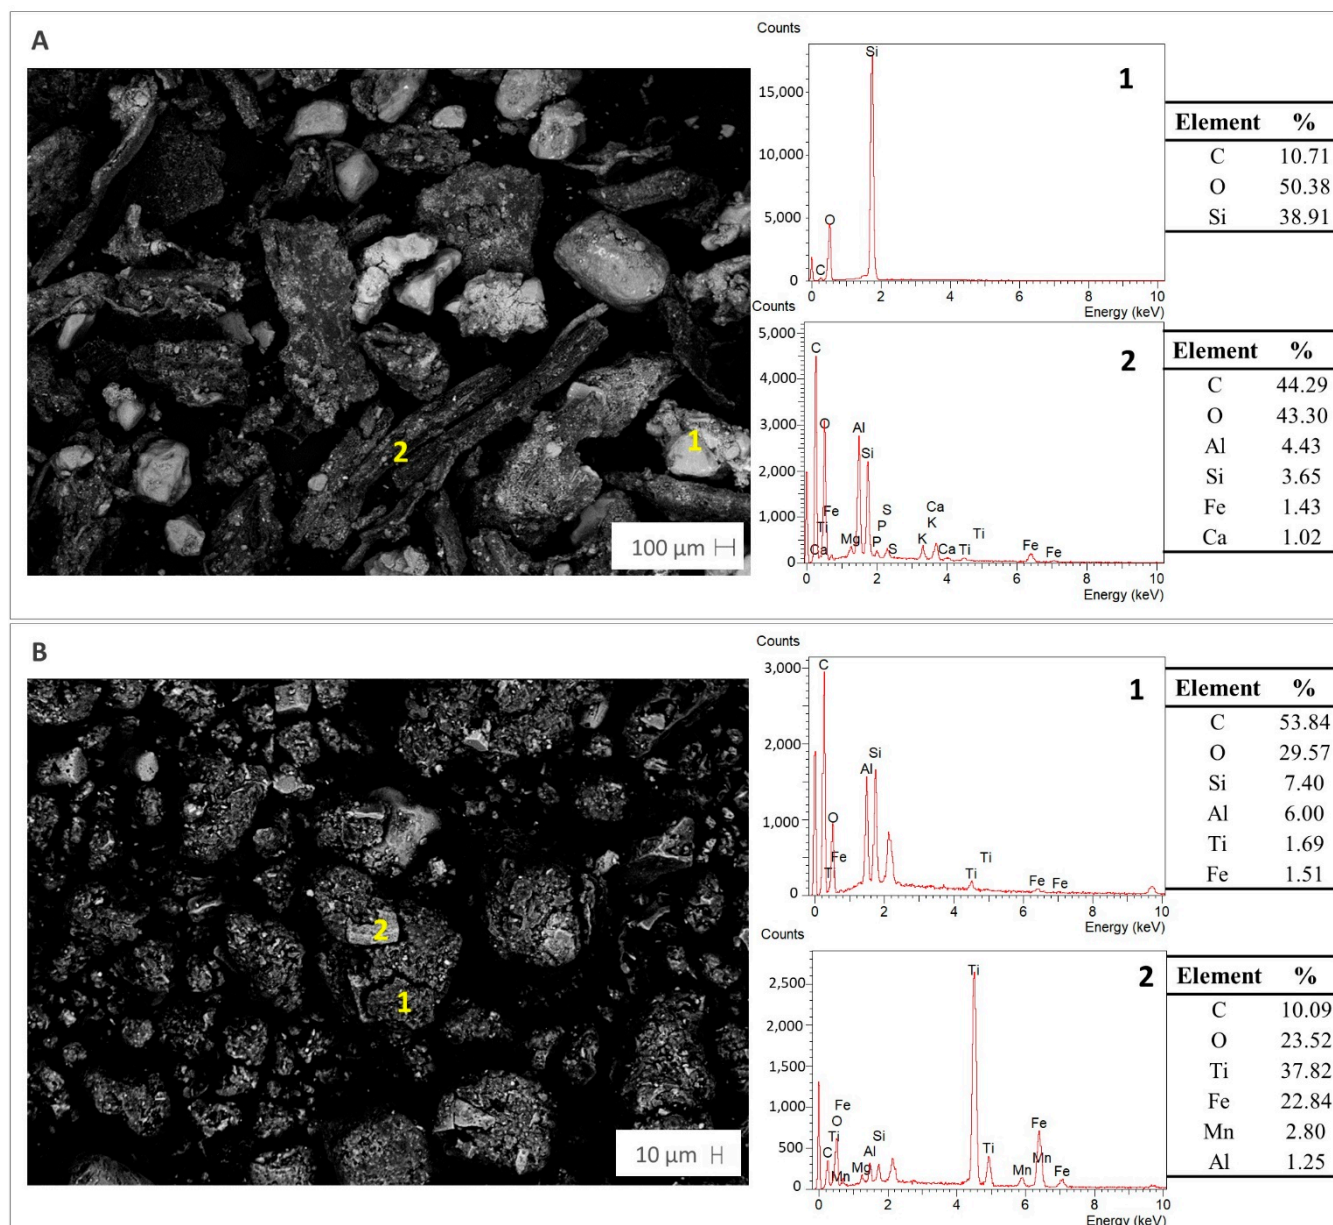 A
2
1
100 µm
Counts
1
15,000
10,000
5,000
0
Si
O
C
0 2 4 6 8 10
Energy (keV)
Element %
C 10.71
O 50.38
Si 38.91
Counts
2
5,000
4,000
3,000
2,000
1,000
0
C
O
Al
Si
Fe
Ti
Ca
Mg
P
P
S
S
K
Ca
K
Ca
Ti
Ti
Fe
Fe
0 2 4 6 8 10
Energy (keV)
Element %
C 44.29
O 43.30
Al 4.43
Si 3.65
Fe 1.43
Ca 1.02
B
2
1
10 µm
Counts
1
3,000
2,000
1,000
0
C
O
Fe
T
Al
Si
Ti
Ti
Fe
Fe
0 2 4 6 8 10
Energy (keV)
Element %
C 53.84
O 29.57
Si 7.40
Al 6.00
Ti 1.69
Fe 1.51
Counts
2
2,500
2,000
1,500
1,000
500
0
Fe
O
Ti
C
Mn
Mg
Al
Si
Ti
Ti
Mn
Fe
Mn
Fe
0 2 4 6 8 10
Energy (keV)
Element %
C 10.09
O 23.52
Ti 37.82
Fe 22.84
Mn 2.80
Al 1.25